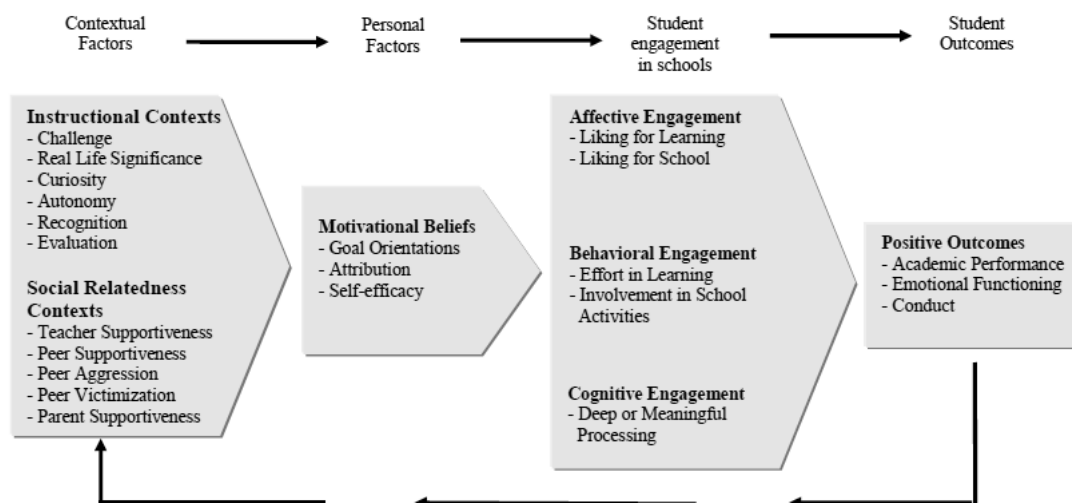 Contextual
Factors
Personal
Factors
Student
engagement
in schools
Student
Outcomes
Instructional Contexts
- Challenge
- Real Life Significance
- Curiosity
- Autonomy
- Recognition
- Evaluation
Social Relatedness
Contexts
- Teacher Supportiveness
- Peer Supportiveness
- Peer Aggression
- Peer Victimization
- Parent Supportiveness
Motivational Beliefs
- Goal Orientations
- Attribution
- Self-efficacy
Affective Engagement
- Liking for Learning
- Liking for School
Behavioral Engagement
- Effort in Learning
- Involvement in School
Activities
Cognitive Engagement
- Deep or Meaningful
Processing
Positive Outcomes
- Academic Performance
- Emotional Functioning
- Conduct